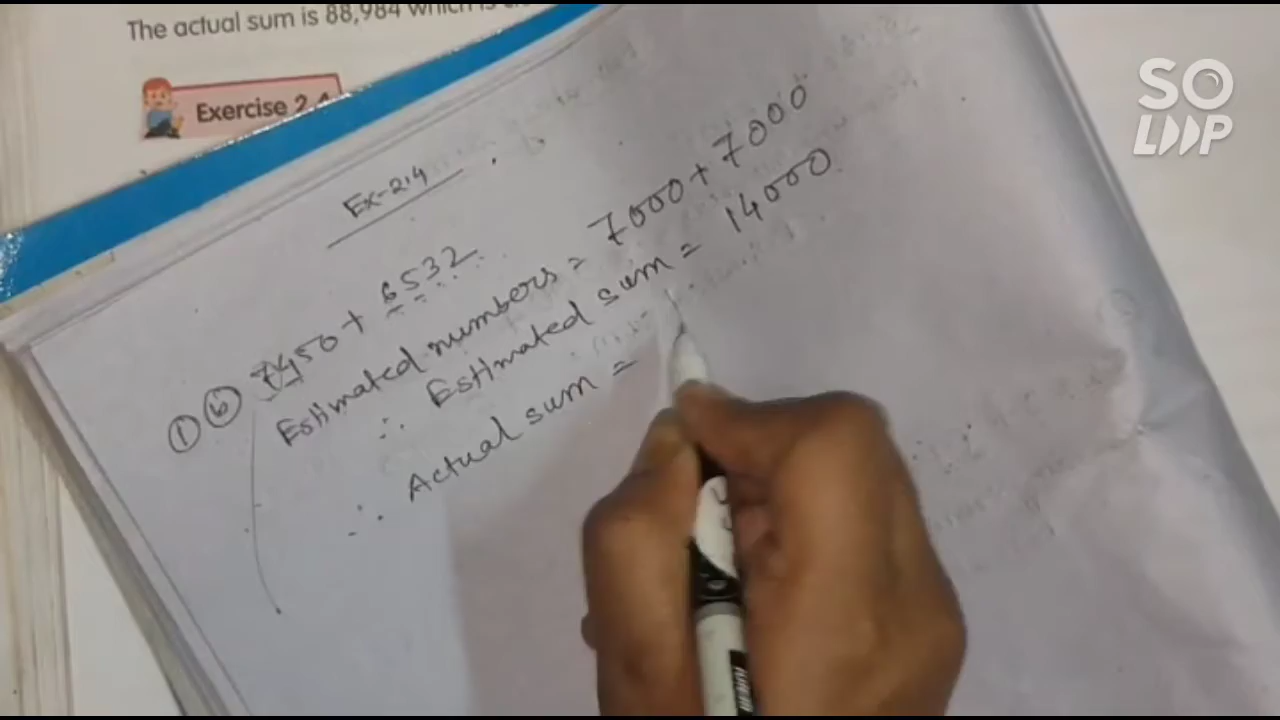 The actual sum is 88,984 which is
Exercise 2.4
SO LOOP
Ex-2.4
① ⑥ 7450 + 6532
Estimated numbers = 7000 + 7000
∴ Estimated sum = 14000
∴ Actual sum =